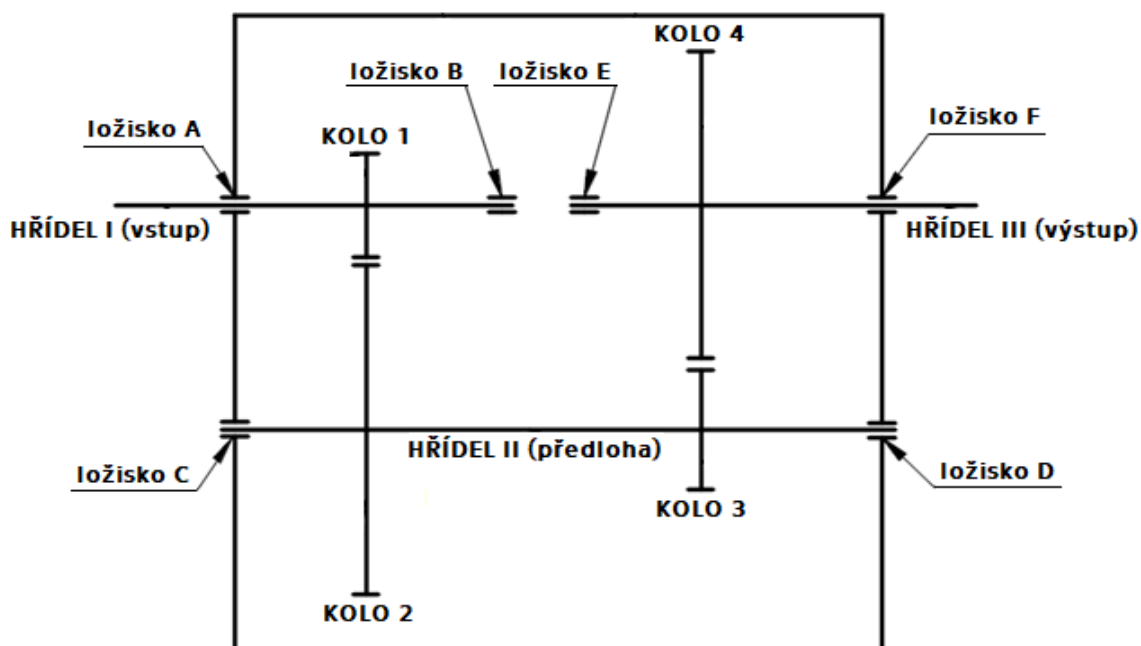 KOLO 4
ložisko B
ložisko E
ložisko A
KOLO 1
ložisko F
HŘÍDEL I (vstup)
HŘÍDEL III (výstup)
HŘÍDEL II (předloha)
ložisko C
ložisko D
KOLO 3
KOLO 2